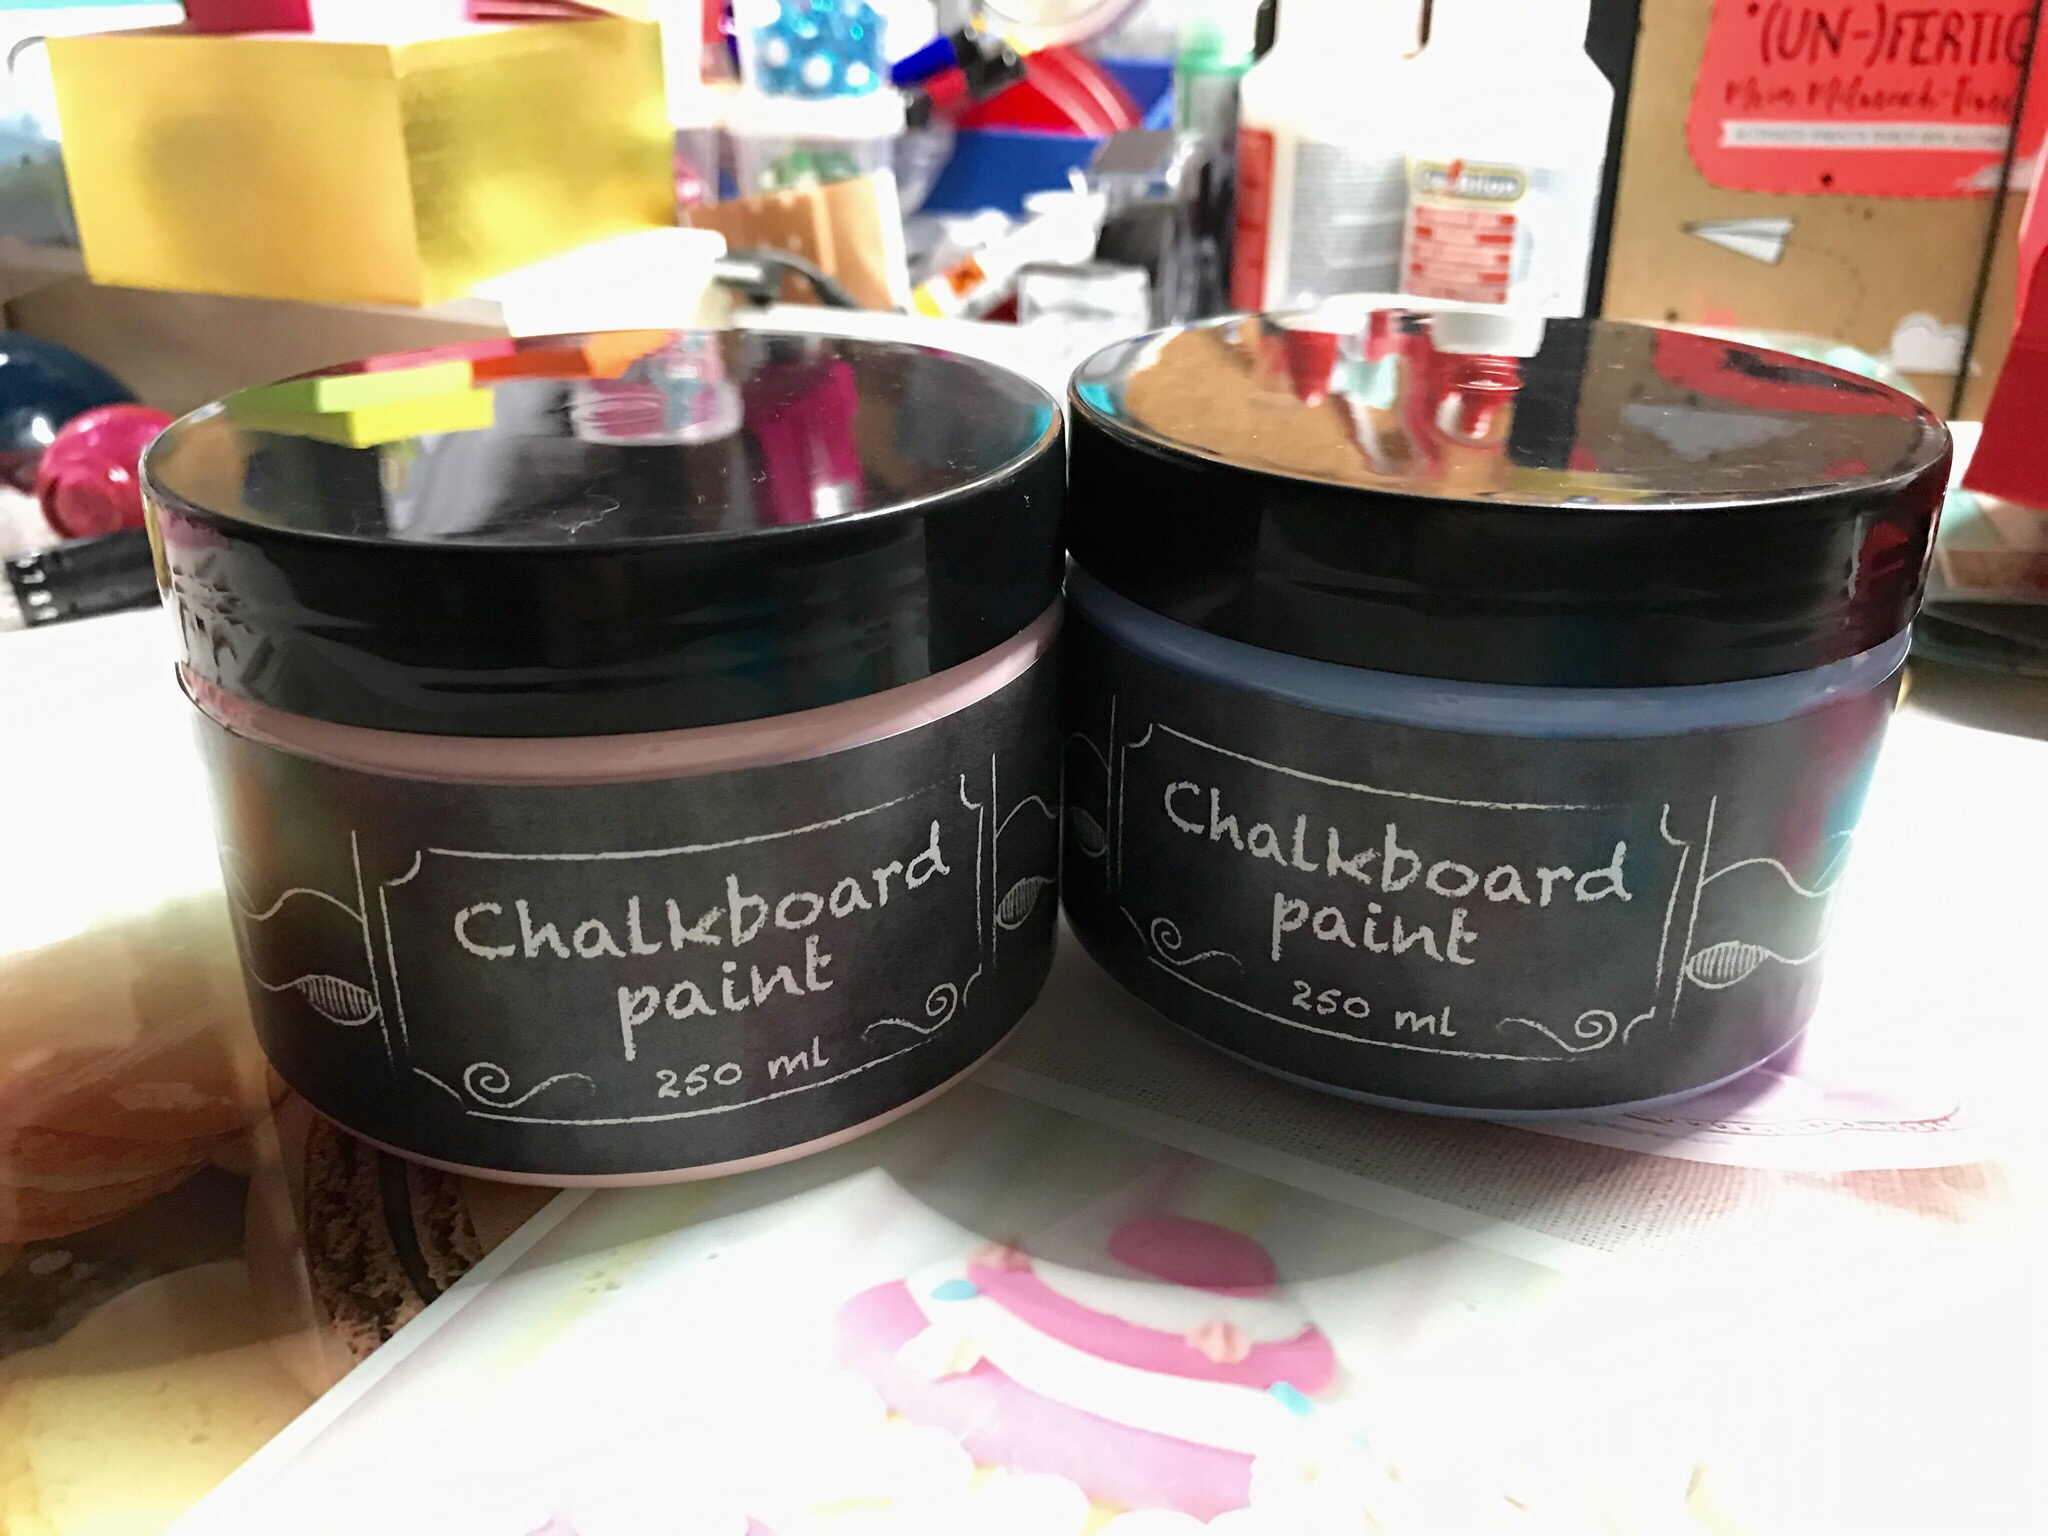 (UN-)FERTIG
Chalkboard
paint
250 ml
Chalkboard
paint
250 ml